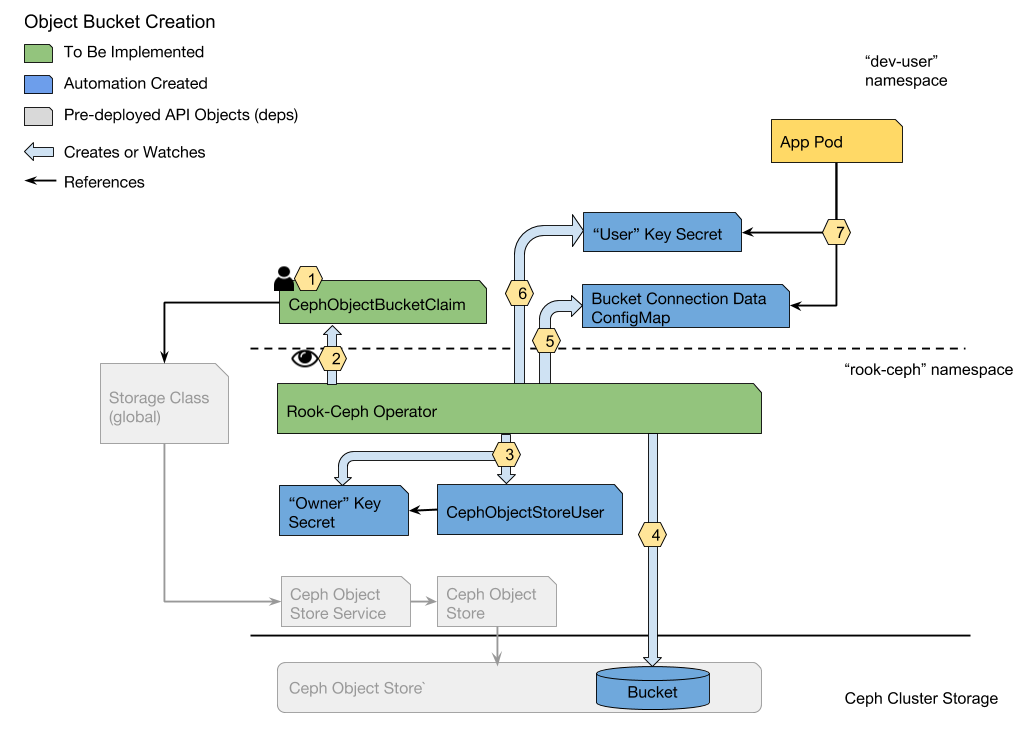 Object Bucket Creation
To Be Implemented
Automation Created
Pre-deployed API Objects (deps)
Creates or Watches
References
“dev-user”
namespace
App Pod
“User” Key Secret
7
1
CephObjectBucketClaim
6
Bucket Connection Data
ConfigMap
5
2
“rook-ceph” namespace
Storage Class
(global)
Rook-Ceph Operator
3
“Owner” Key
Secret
CephObjectStoreUser
4
Ceph Object
Store Service
Ceph Object
Store
Ceph Object Store`
Bucket
Ceph Cluster Storage